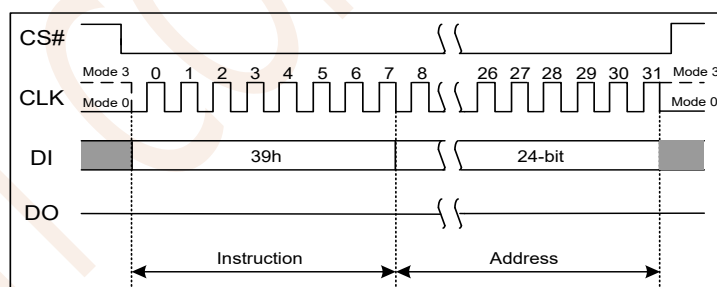 CS#
Mode 3 0 1 2 3 4 5 6 7 8 26 27 28 29 30 31 Mode 3
CLK
Mode 0 Mode 0
DI 39h 24-bit
DO
Instruction Address